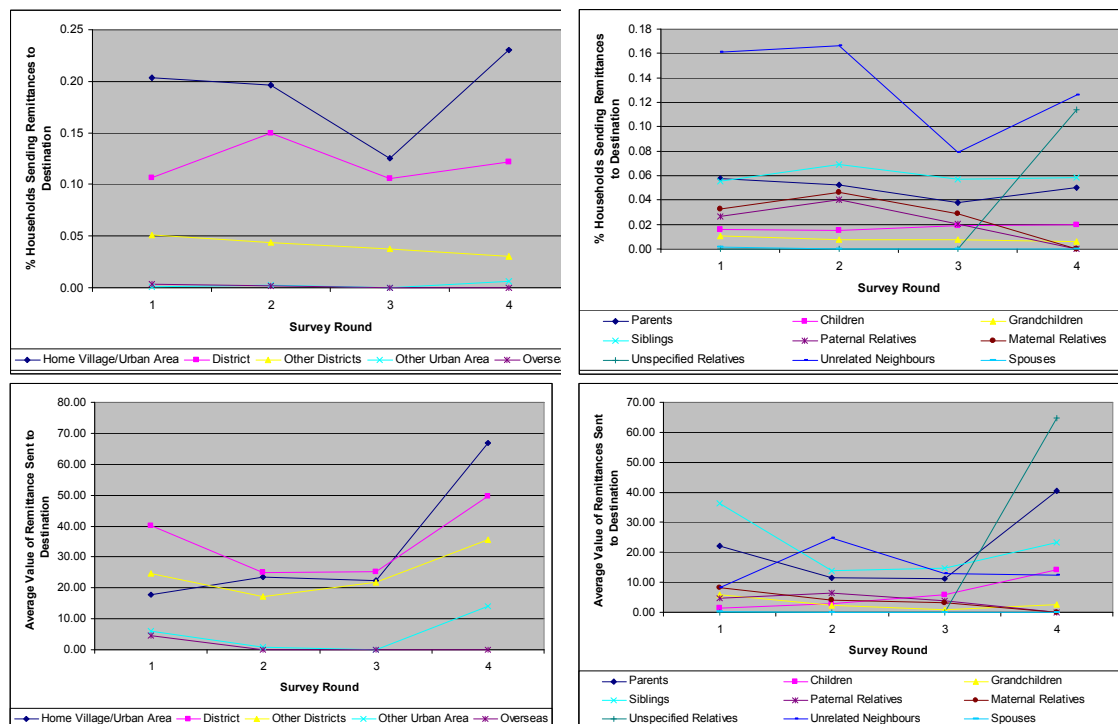 % Households Sending Remittances to
Destination
0.25
0.20
0.15
0.10
0.05
0.00
1 2 3 4
Survey Round
Home Village/Urban Area District Other Districts Other Urban Area Overseas
% Households Sending Remittances
to Destination
0.18
0.16
0.14
0.12
0.10
0.08
0.06
0.04
0.02
0.00
1 2 3 4
Survey Round
Parents Children Grandchildren
Siblings Paternal Relatives Maternal Relatives
Unspecified Relatives Unrelated Neighbours Spouses
Average Value of Remittance Sent to
Destination
80.00
70.00
60.00
50.00
40.00
30.00
20.00
10.00
0.00
1 2 3 4
Survey Round
Home Village/Urban Area District Other Districts Other Urban Area Overseas
Average Value of Remittances Sent
to Destination
70.00
60.00
50.00
40.00
30.00
20.00
10.00
0.00
1 2 3 4
Survey Round
Parents Children Grandchildren
Siblings Paternal Relatives Maternal Relatives
Unspecified Relatives Unrelated Neighbours Spouses